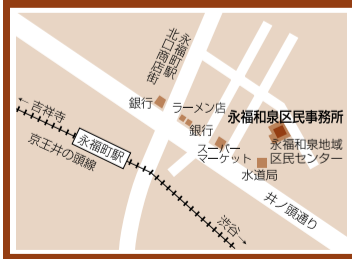 永福町駅
北口商店街
銀行
ラーメン店
永福和泉区民事務所
←吉祥寺
銀行
永福和泉地域
区民センター
スーパー
マーケット
永福町駅
京王井の頭線
水道局
井ノ頭通り
渋谷→